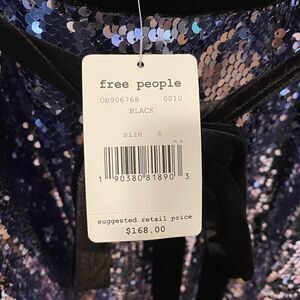 free people
OB906768 0010
BLACK
size 6
1 90380 81890 3
suggested retail price
$168.00